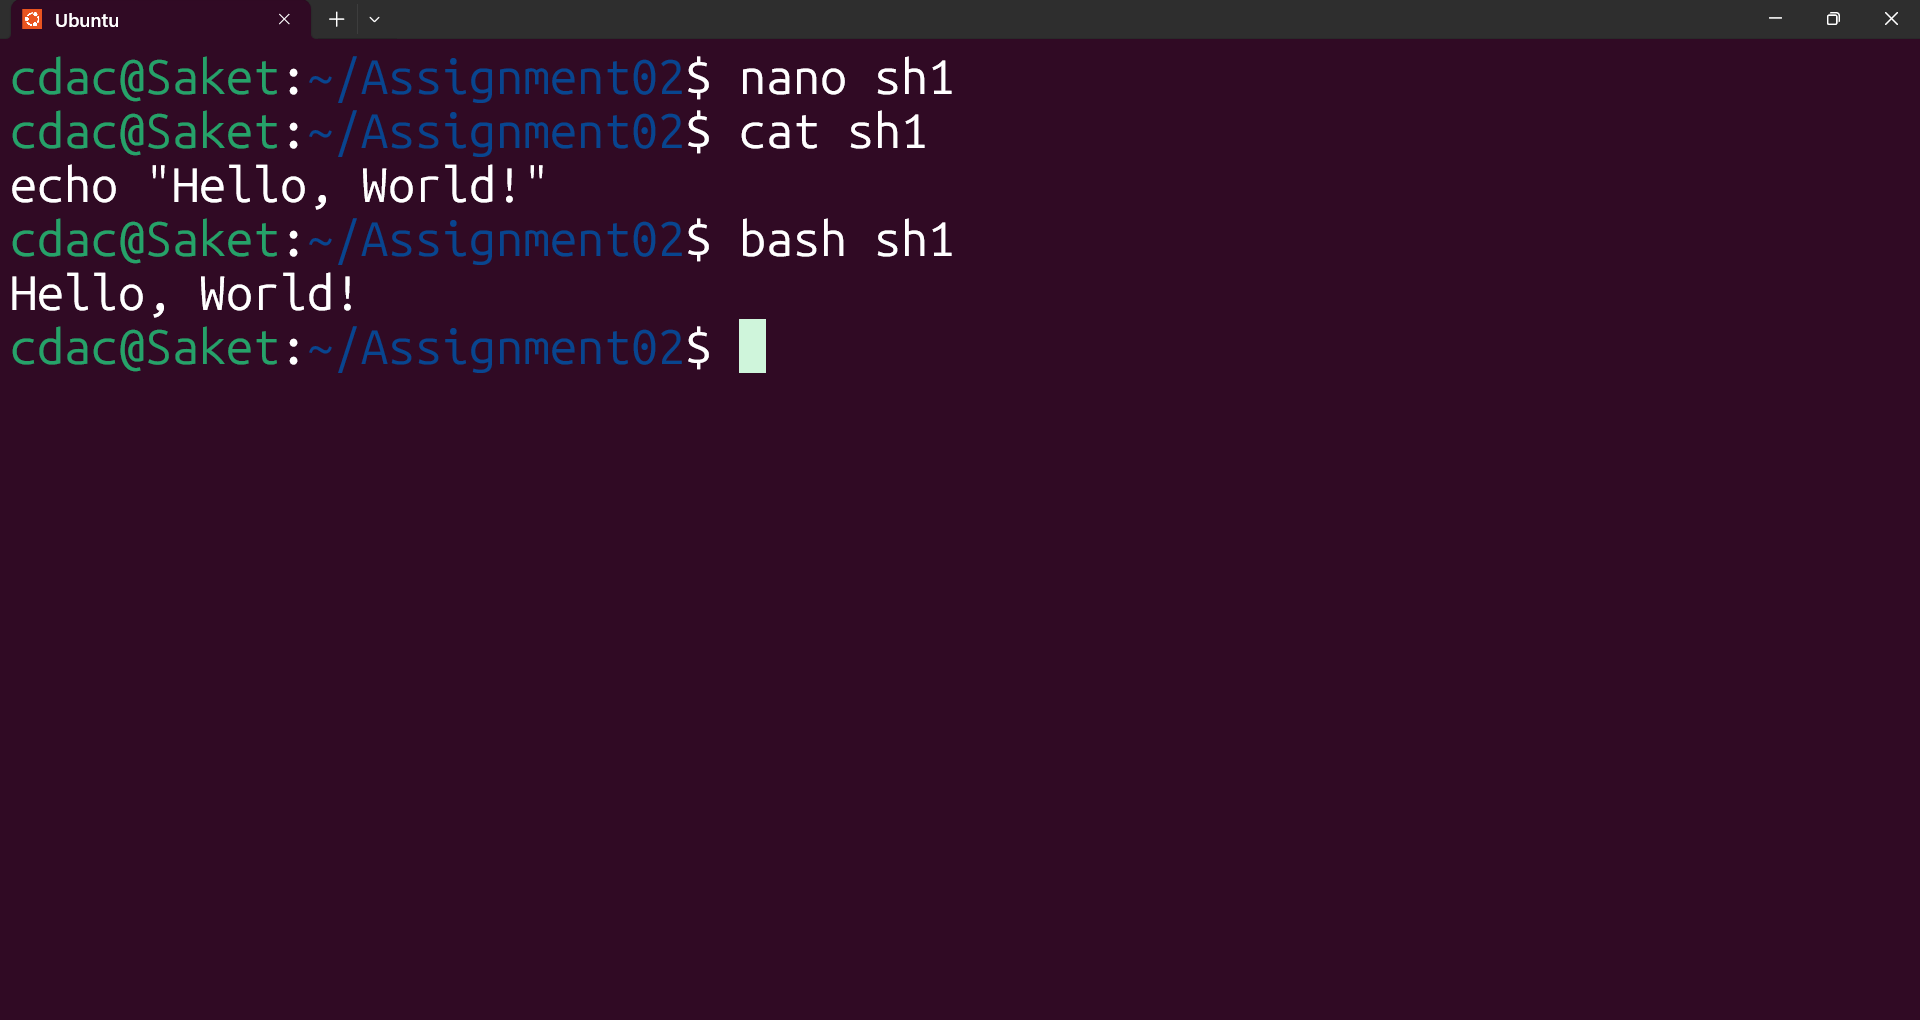 Ubuntu
cdac@Saket:~/Assignment02$ nano sh1
cdac@Saket:~/Assignment02$ cat sh1
echo "Hello, World!"
cdac@Saket:~/Assignment02$ bash sh1
Hello, World!
cdac@Saket:~/Assignment02$